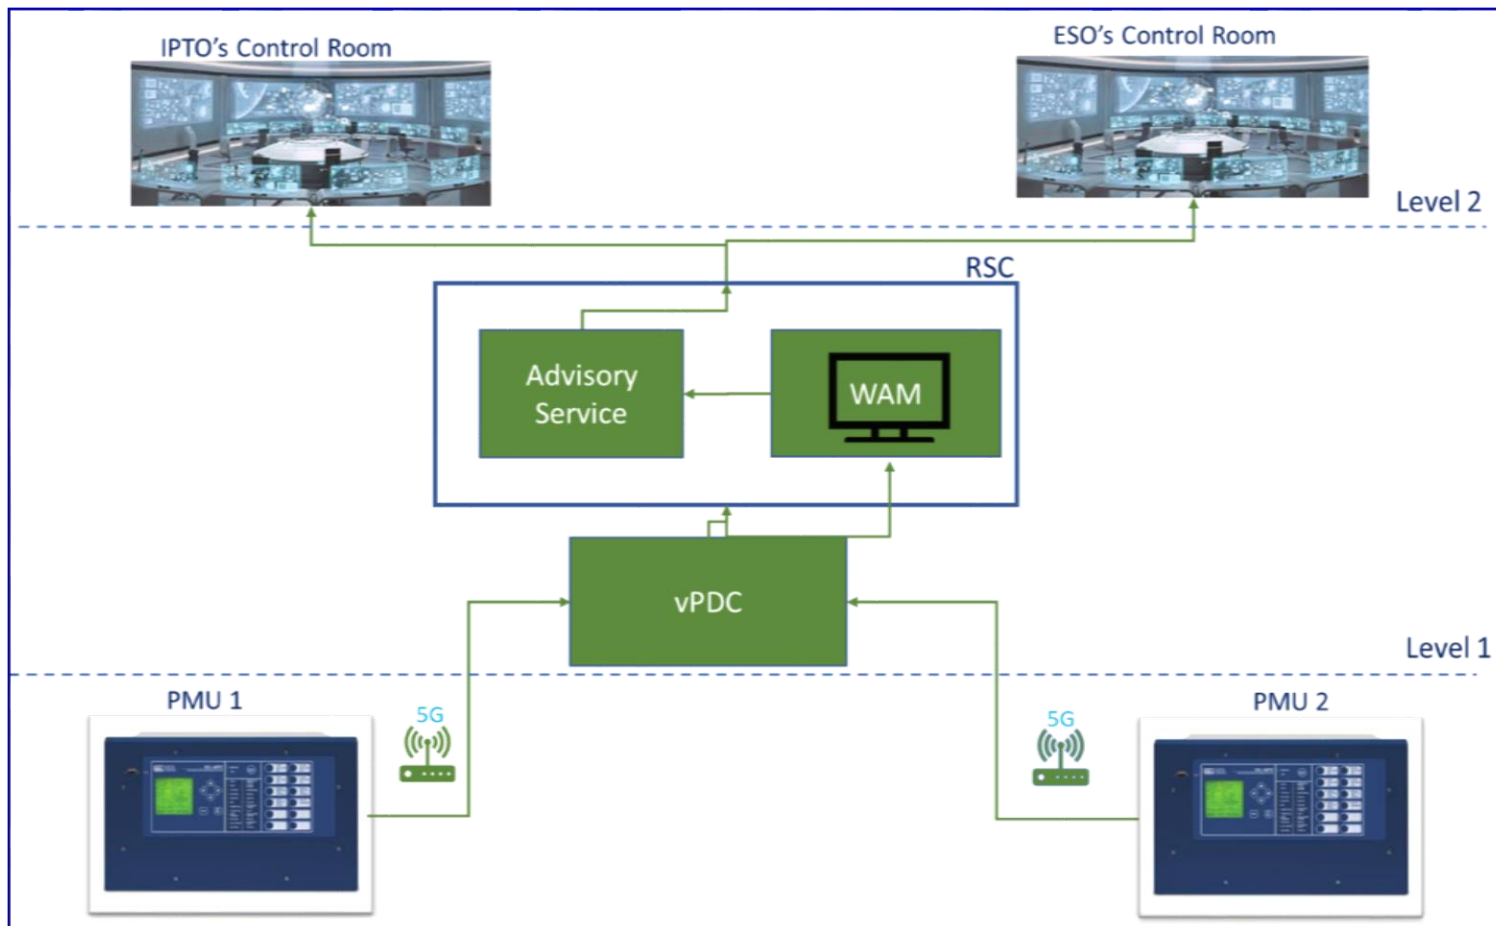 IPTO's Control Room
ESO's Control Room
Level 2
RSC
Advisory
Service
WAM
vPDC
Level 1
PMU 1
5G
5G
PMU 2